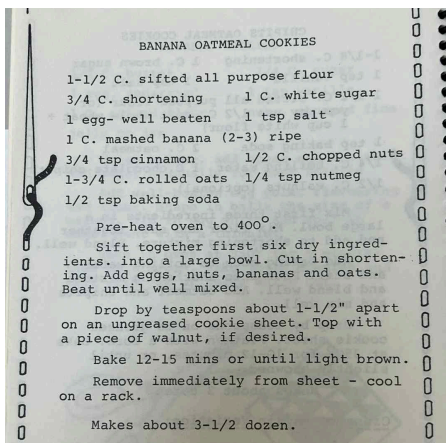 BANANA OATMEAL COOKIES
1-1/2 C. sifted all purpose flour
3/4 C. shortening 1 C. white sugar
1 egg- well beaten 1 tsp salt
1 C. mashed banana (2-3) ripe
3/4 tsp cinnamon 1/2 C. chopped nuts
1-3/4 C. rolled oats 1/4 tsp nutmeg
1/2 tsp baking soda
Pre-heat oven to 400°.
Sift together first six dry ingred-
ients. into a large bowl. Cut in shorten-
ing. Add eggs, nuts, bananas and oats.
Beat until well mixed.
Drop by teaspoons about 1-1/2" apart
on an ungreased cookie sheet. Top with
a piece of walnut, if desired.
Bake 12-15 mins or until light brown.
Remove immediately from sheet - cool
on a rack.
Makes about 3-1/2 dozen.